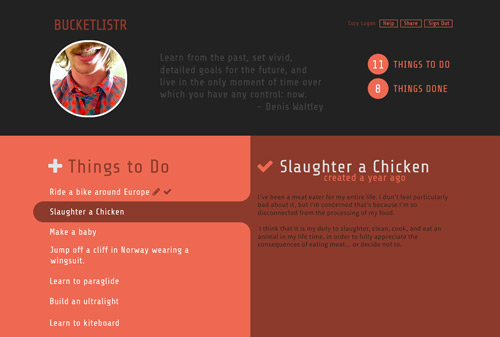 BUCKETLISTR
Cory Logan Help Share Sign Out
Learn from the past, set vivid,
detailed goals for the future, and
live in the only moment of time over
which you have any control: now.
- Denis Waitley
11 THINGS TO DO
8 THINGS DONE
Things to Do
Ride a bike around Europe
Slaughter a Chicken
Make a baby
Jump off a cliff in Norway wearing a
wingsuit.
Learn to paraglide
Build an ultralight
Learn to kiteboard
Slaughter a Chicken
created a year ago
I've been a meat eater for my entire life. I don't feel particularly
bad about it, but I'm concerned that's because I'm so
disconnected from the processing of my food.
I think that it is my duty to slaughter, clean, cook, and eat an
animal in my life time, in order to fully appreciate the
consequences of eating meat... or decide not to.